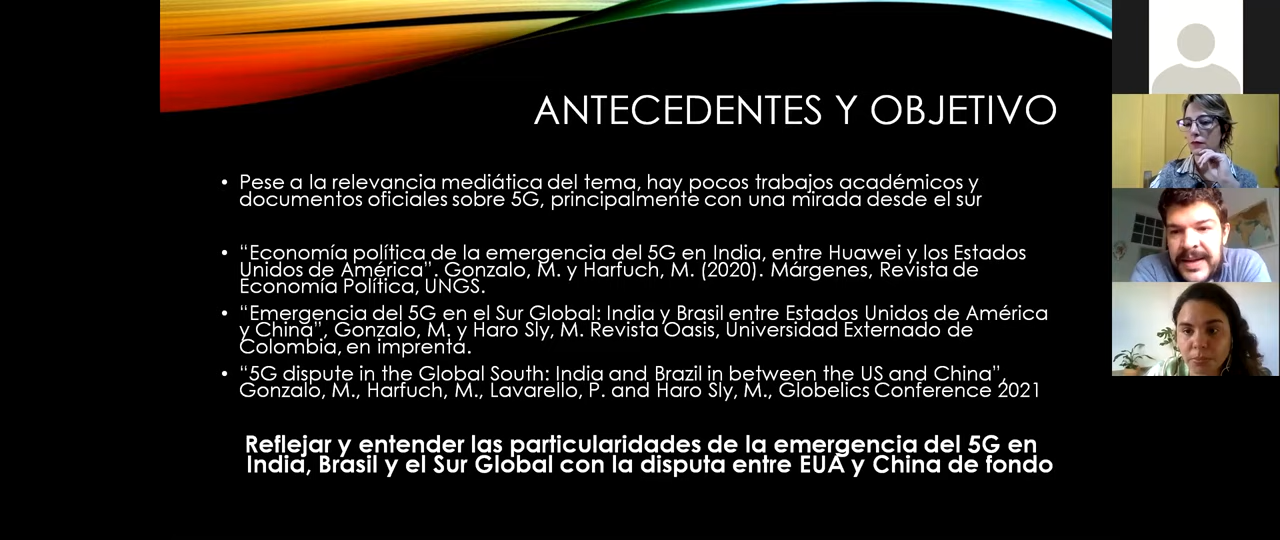 ANTECEDENTES Y OBJETIVO
• Pese a la relevancia mediática del tema, hay pocos trabajos académicos y
documentos oficiales sobre 5G, principalmente con una mirada desde el sur
• “Economía política de la emergencia del 5G en India, entre Huawei y los Estados
Unidos de América”. Gonzalo, M. y Harfuch, M. (2020). Márgenes, Revista de
Economía Política, UNGS.
• “Emergencia del 5G en el Sur Global: India y Brasil entre Estados Unidos de América
y China”, Gonzalo, M. y Haro Sly, M. Revista Oasis, Universidad Externado de
Colombia, en imprenta.
• “5G dispute in the Global South: India and Brazil in between the US and China”,
Gonzalo, M., Harfuch, M., Lavarello, P. and Haro Sly, M., Globelics Conference 2021
Reflejar y entender las particularidades de la emergencia del 5G en
India, Brasil y el Sur Global con la disputa entre EUA y China de fondo